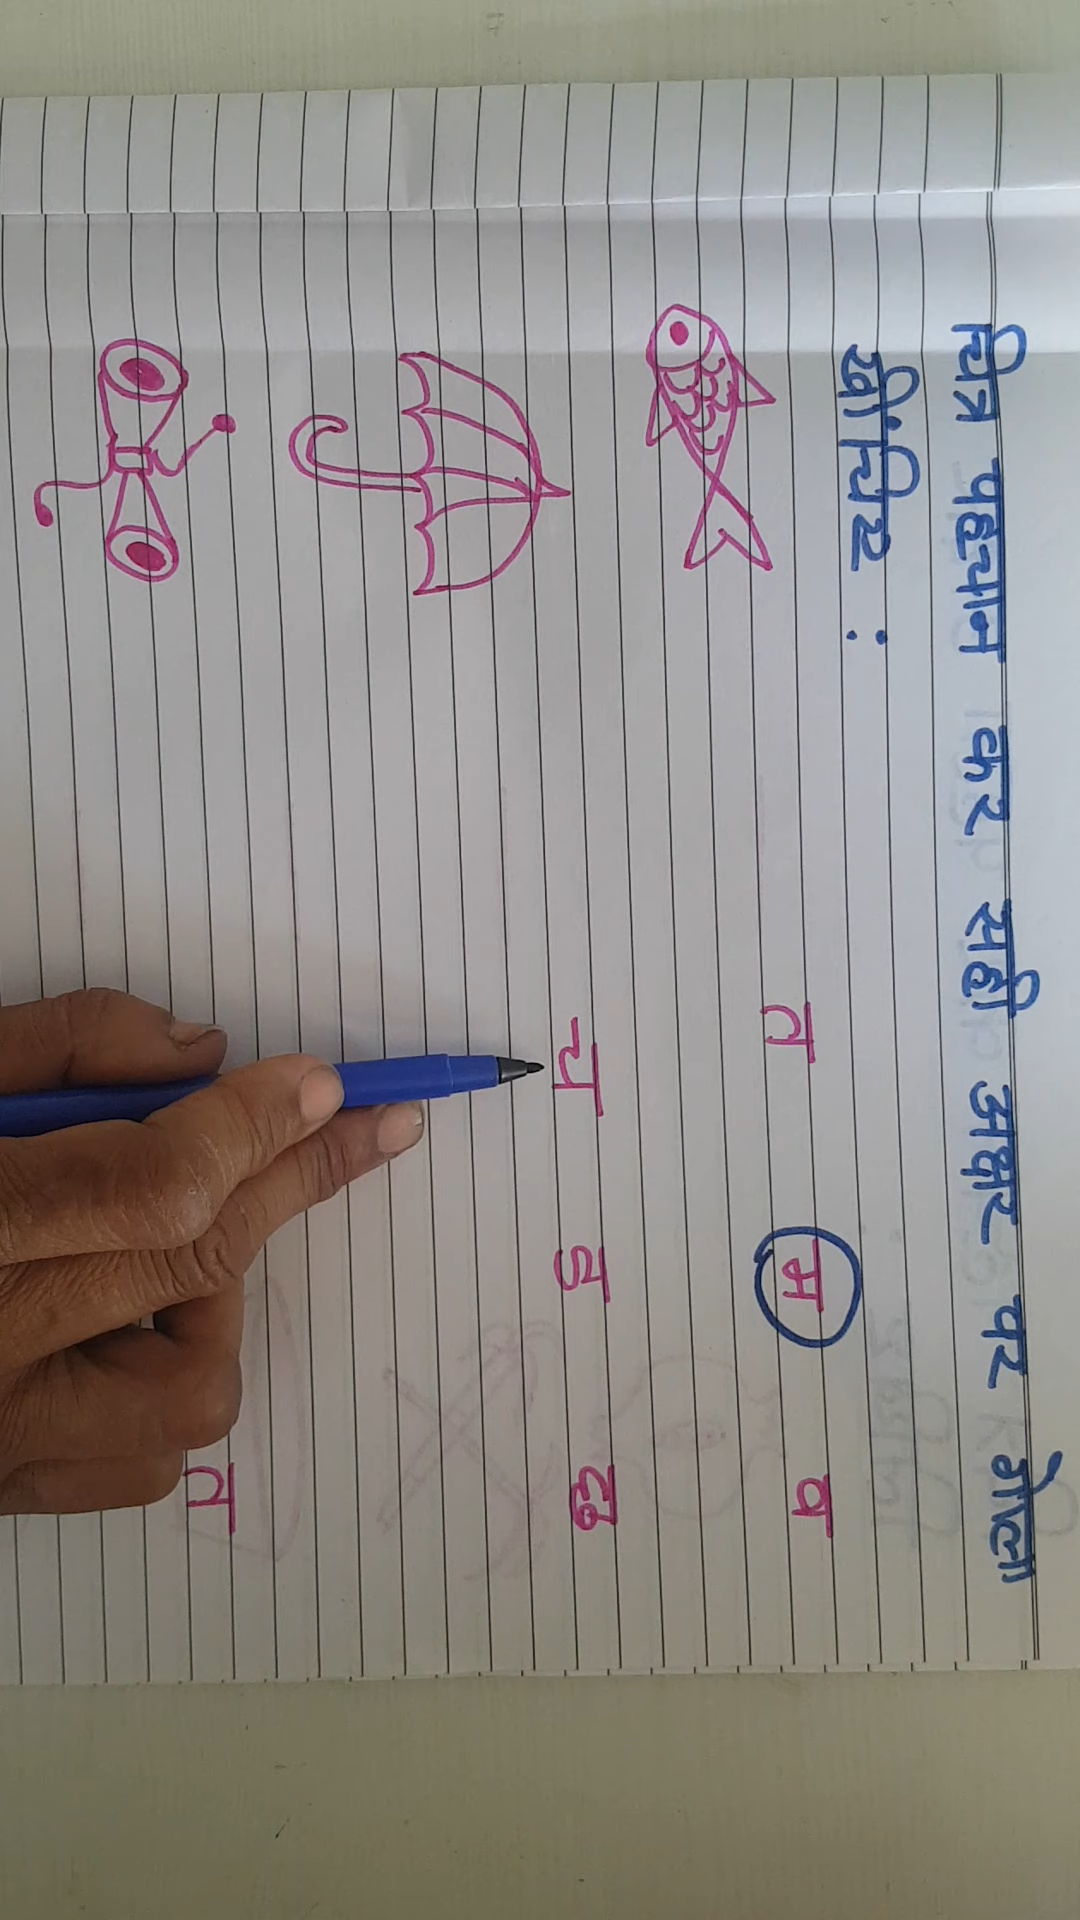 चित्र पहचान कर सही अक्षर पर गोला
खींचिए :
त म व
च ड छ
त